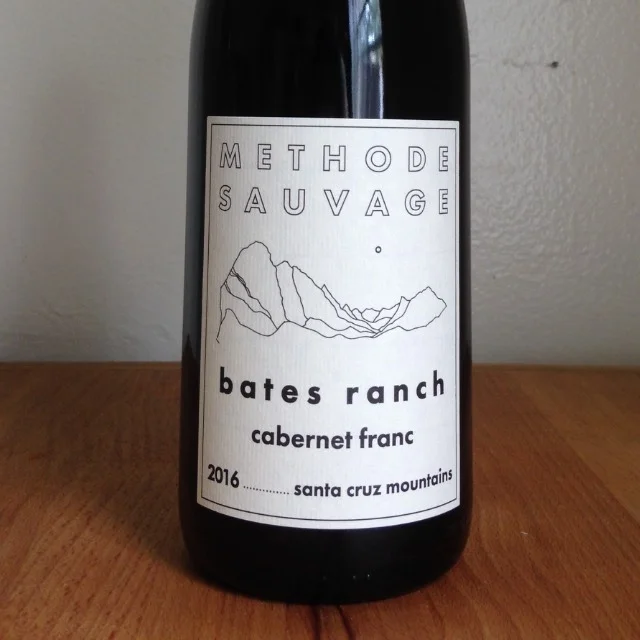 METHODE
SAUVAGE
bates ranch
cabernet franc
2016 .............. santa cruz mountains